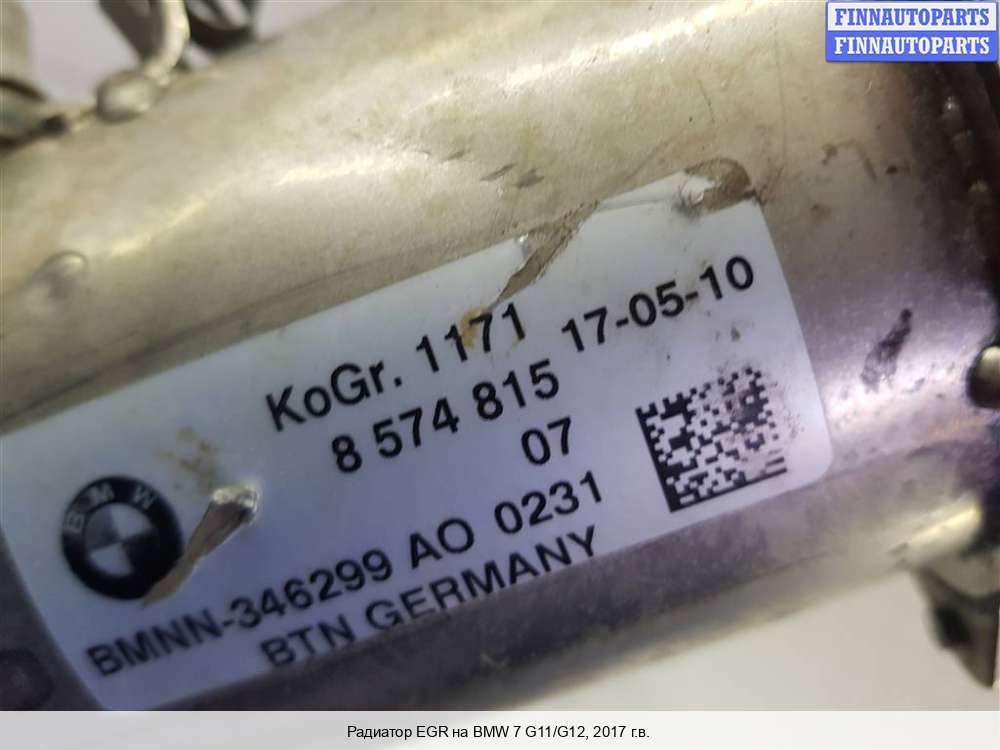 FINNAUTOPARTS
FINNAUTOPARTS
KoGr. 1171
8 574 815 17-05-10
07
BMW
BMNN-346299 AO 0231
BTN GERMANY
Радиатор EGR на BMW 7 G11/G12, 2017 г.в.